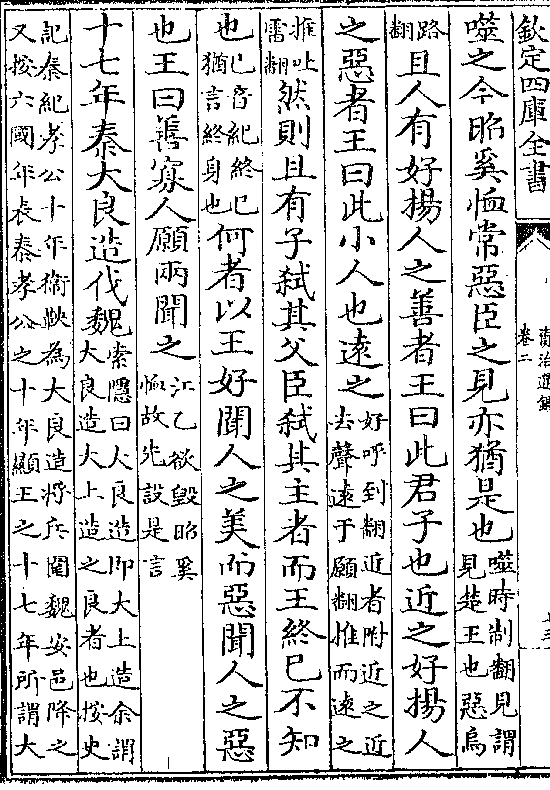 欽定四庫全書
資治通鑑
卷二
噬之今昭奚恤常惡臣之見亦猶是也噬時制翻見謂見楚王也惡烏
路翻且人有好揚人之善者王曰此君子也近之好揚人
之惡者王曰此小人也遠之好呼到翻近者附近之近去聲遠于願翻推而遠之
推吐雷翻然則且有子弑其父臣弑其主者而王終已不知
也已音紀終已猶言終身也何者以王好聞人之美而惡聞人之惡
也王曰善寡人願兩聞之江乙欲毁昭奚恤故先設是言
十七年秦大良造伐魏索隱曰大良造即大上造余謂大良造大上造之良者也按史
記秦紀孝公十年衛鞅為大良造將兵圍魏安邑降之又按六國年表秦孝公之十年顯王之十七年所謂大